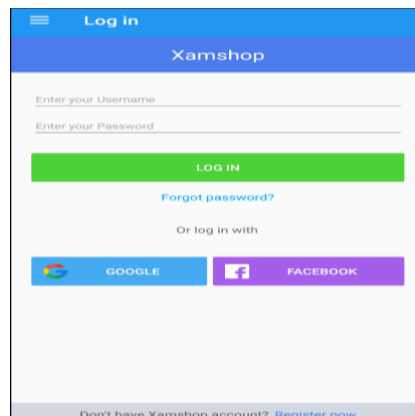 Log in
Xamshop
Enter your Username
Enter your Password
LOG IN
Forgot password?
Or log in with
GOOGLE
FACEBOOK
Don't have Xamshop account? Register now